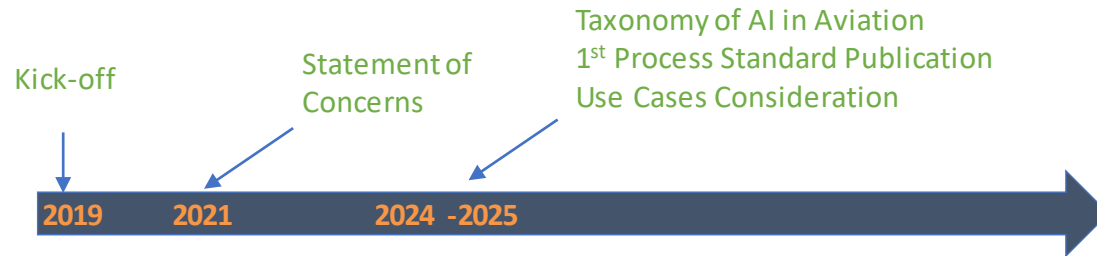 Kick-off
Statement of
Concerns
Taxonomy of AI in Aviation
1st Process Standard Publication
Use Cases Consideration
2019 2021 2024 -2025